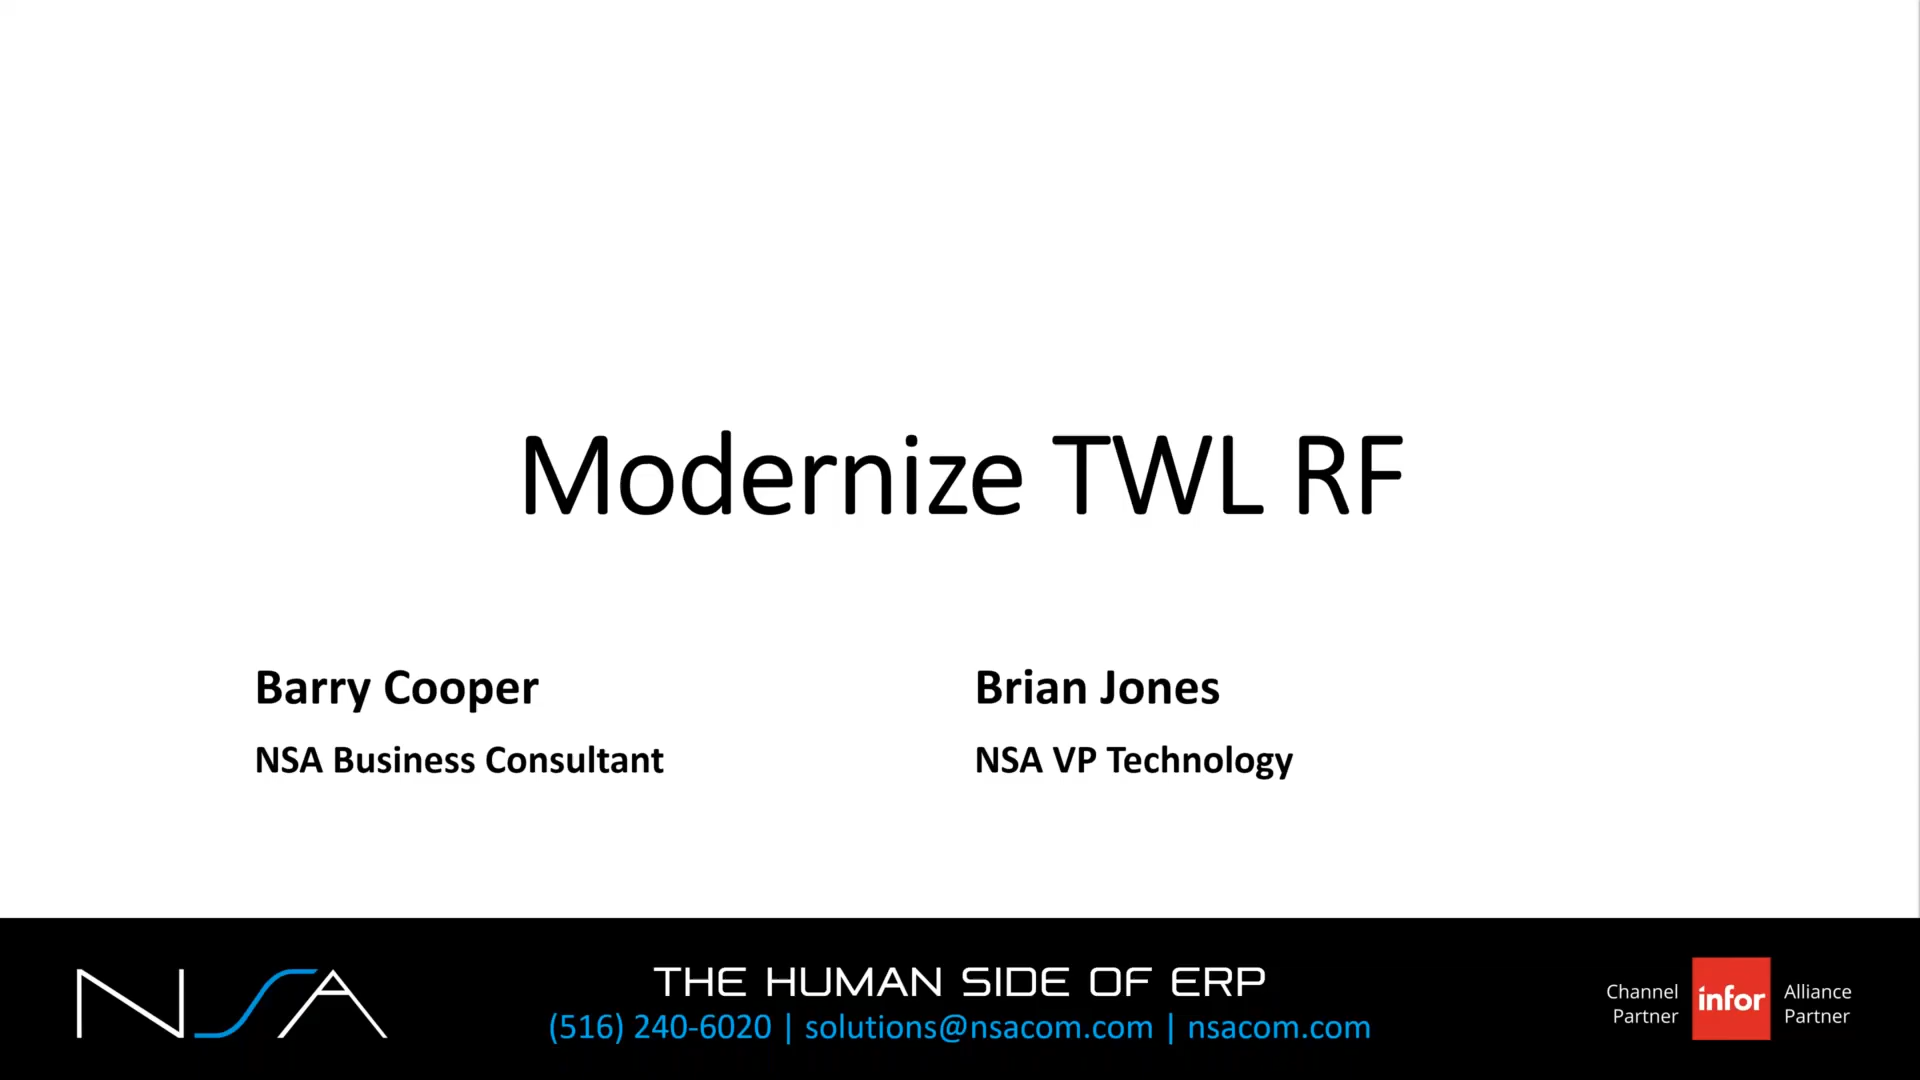 Modernize TWL RF
Barry Cooper
NSA Business Consultant
Brian Jones
NSA VP Technology
NSA
THE HUMAN SIDE OF ERP
(516) 240-6020 | solutions@nsacom.com | nsacom.com
Channel
Partner
infor
Alliance
Partner